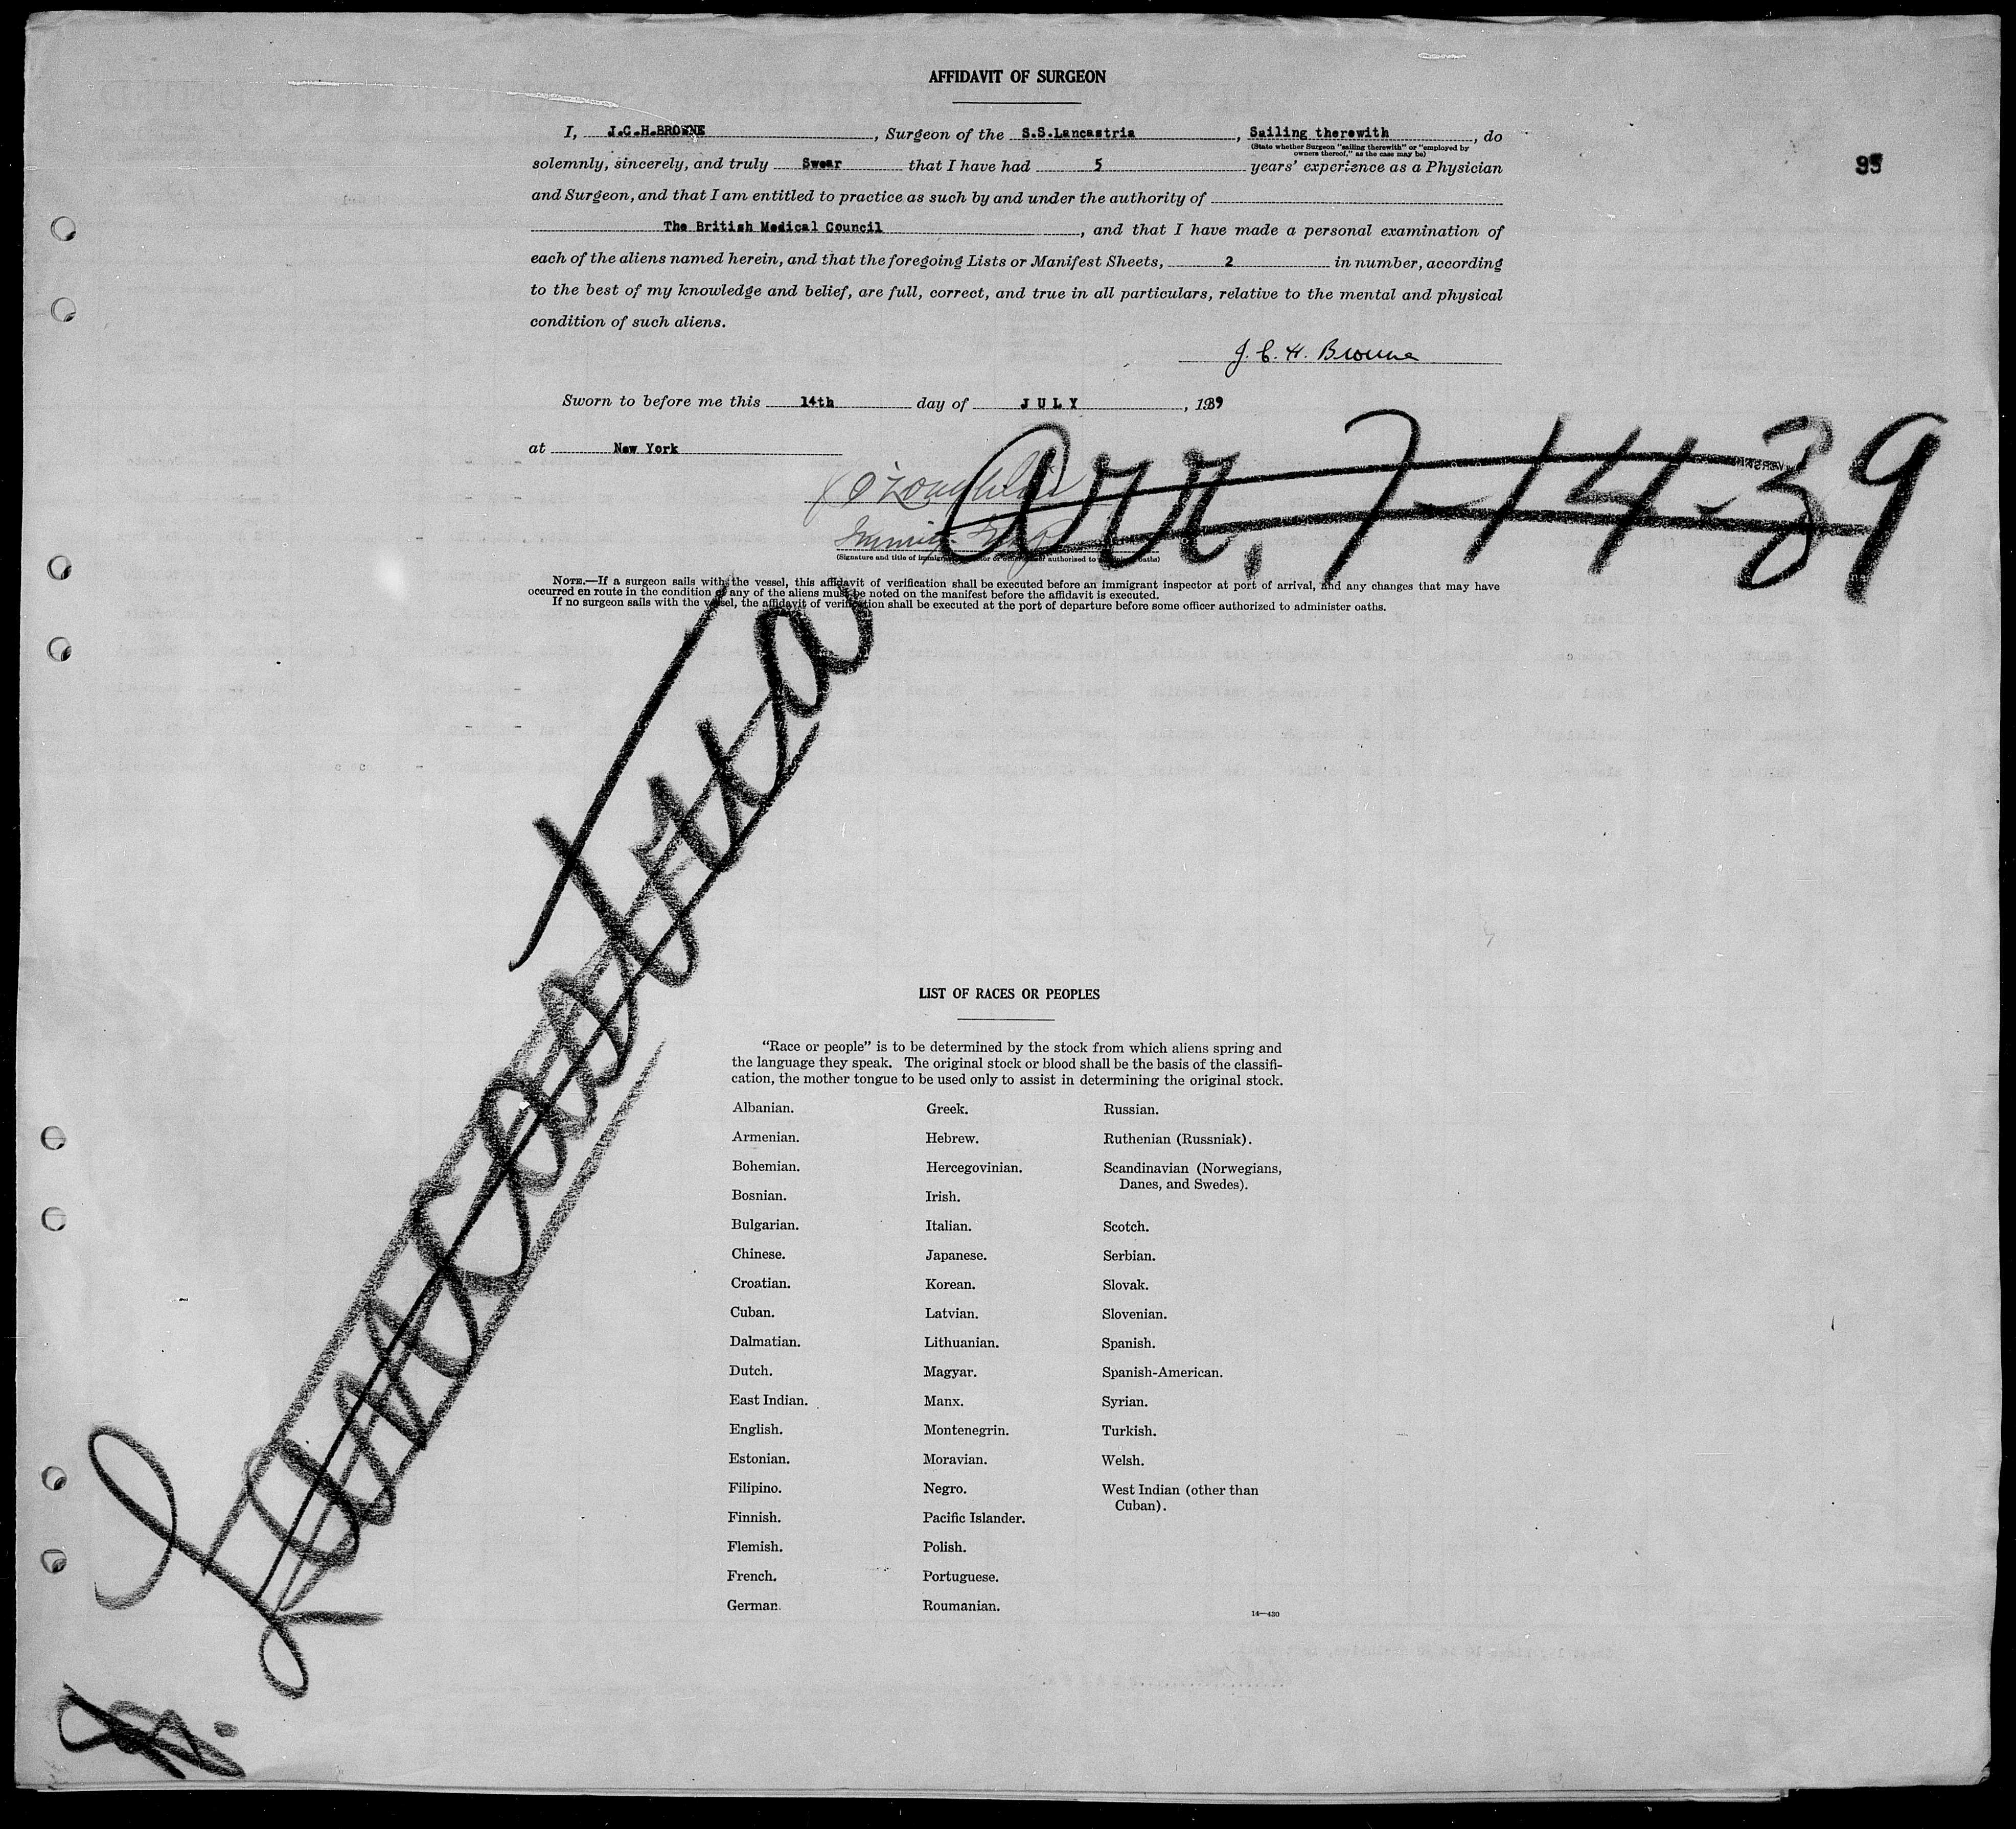 AFFIDAVIT OF SURGEON
I, J.C.H.BROWNE, Surgeon of the S.S.Lancastria, Sailing therewith, do
(State whether Surgeon "sailing therewith" or "employed by
owners thereof," as the case may be)
95
solemnly, sincerely, and truly Swear that I have had 5 years' experience as a Physician
and Surgeon, and that I am entitled to practice as such by and under the authority of
The British Medical Council, and that I have made a personal examination of
each of the aliens named herein, and that the foregoing Lists or Manifest Sheets, 2 in number, according
to the best of my knowledge and belief, are full, correct, and true in all particulars, relative to the mental and physical
condition of such aliens.
J. C. H. Browne
Sworn to before me this 14th day of JULY, 1939
at New York
Arr. 7-14-39
O'Loughlin
(Signature and title of immigrant inspector or other officer authorized to administer oaths)
NOTE.—If a surgeon sails with the vessel, this affidavit of verification shall be executed before an immigrant inspector at port of arrival, and any changes that may have
occurred en route in the condition of any of the aliens must be noted on the manifest before the affidavit is executed.
If no surgeon sails with the vessel, the affidavit of verification shall be executed at the port of departure before some officer authorized to administer oaths.
Lancastria
LIST OF RACES OR PEOPLES
"Race or people" is to be determined by the stock from which aliens spring and
the language they speak. The original stock or blood shall be the basis of the classifi-
cation, the mother tongue to be used only to assist in determining the original stock.
Albanian.
Armenian.
Bohemian.
Bosnian.
Bulgarian.
Chinese.
Croatian.
Cuban.
Dalmatian.
Dutch.
East Indian.
English.
Estonian.
Filipino.
Finnish.
Flemish.
French.
German.
Greek.
Hebrew.
Hercegovinian.
Irish.
Italian.
Japanese.
Korean.
Latvian.
Lithuanian.
Magyar.
Manx.
Montenegrin.
Moravian.
Negro.
Pacific Islander.
Polish.
Portuguese.
Roumanian.
Russian.
Ruthenian (Russniak).
Scandinavian (Norwegians,
Danes, and Swedes).
Scotch.
Serbian.
Slovak.
Slovenian.
Spanish.
Spanish-American.
Syrian.
Turkish.
Welsh.
West Indian (other than
Cuban).
14—430